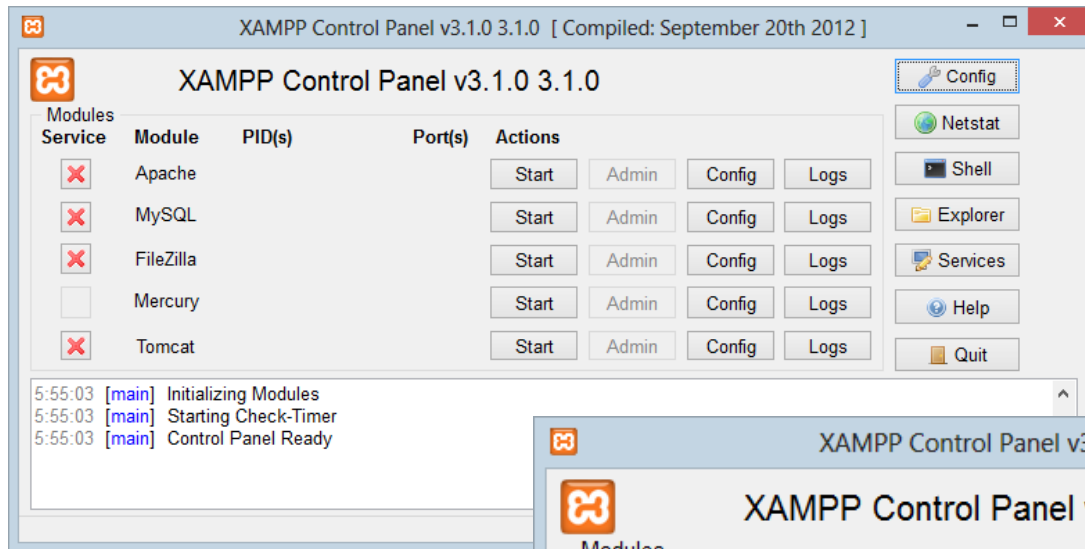 XAMPP Control Panel v3.1.0 3.1.0 [ Compiled: September 20th 2012 ]
XAMPP Control Panel v3.1.0 3.1.0
Config
Modules
Netstat
Service Module PID(s) Port(s) Actions
Apache Start Admin Config Logs
Shell
MySQL Start Admin Config Logs
Explorer
FileZilla Start Admin Config Logs
Services
Mercury Start Admin Config Logs
Help
Tomcat Start Admin Config Logs
Quit
5:55:03 [main] Initializing Modules
5:55:03 [main] Starting Check-Timer
5:55:03 [main] Control Panel Ready
XAMPP Control Panel
XAMPP Control Panel
Modules